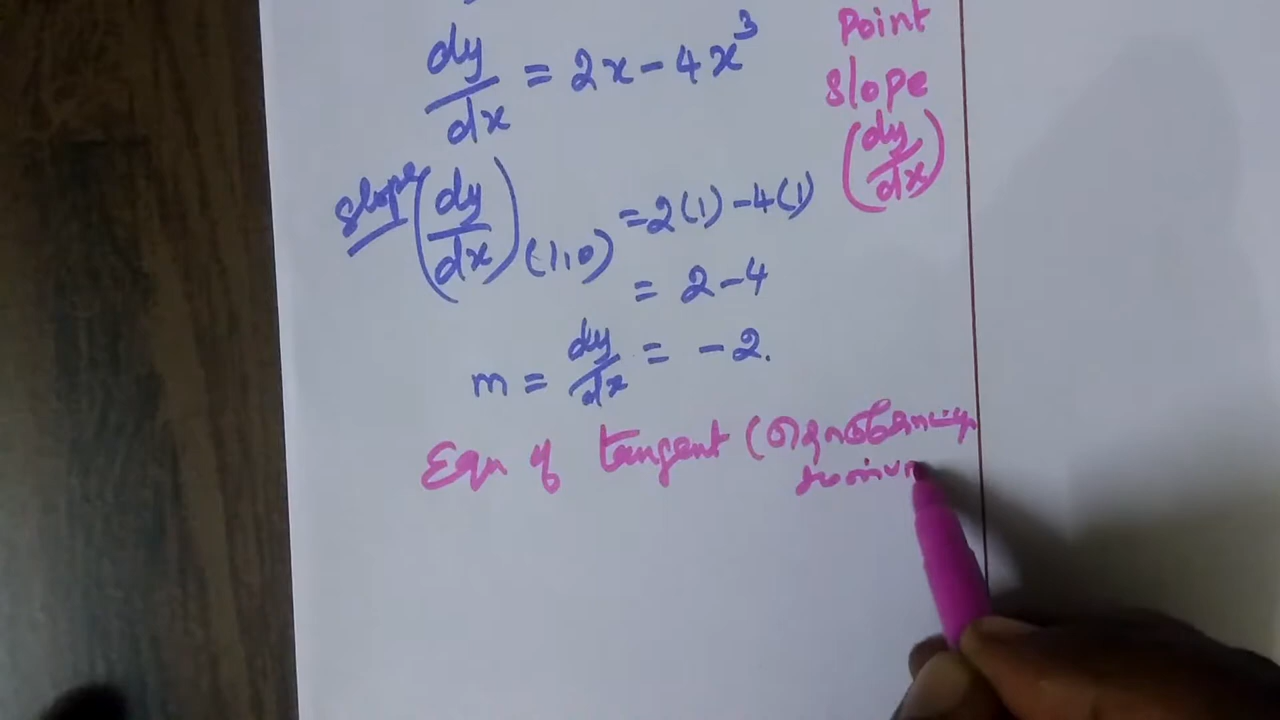 dy/dx = 2x - 4x³
Point
Slope
(dy/dx)
Slope (dy/dx)(1,0) = 2(1) - 4(1)
= 2 - 4
m = dy/dx = -2.
Eqn of tangent (தொடுகோட்டு